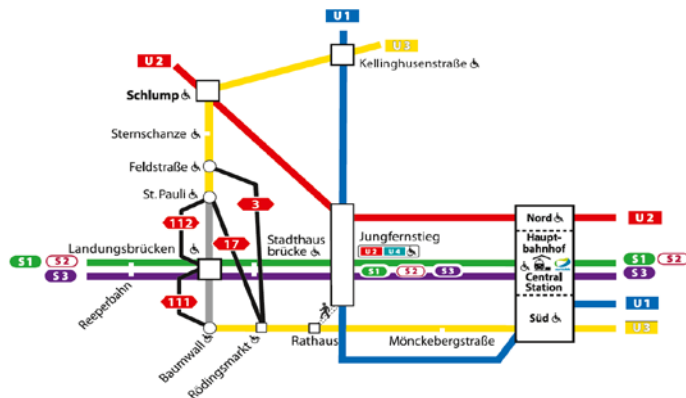 U1
U3
Kellinghusenstraße
U2
Schlump
Sternschanze
Feldstraße
St. Pauli
3
112
17
Landungsbrücken
Stadthaus
brücke
Jungfernstieg
U2 U4
Nord
U2
Haupt-
bahnhof
Central
Station
S1 S2
S3
S1 S2 S3
S1 S2
S3
Reeperbahn
111
U1
Süd
U3
Baumwall
Rödingsmarkt
Rathaus
Mönckebergstraße